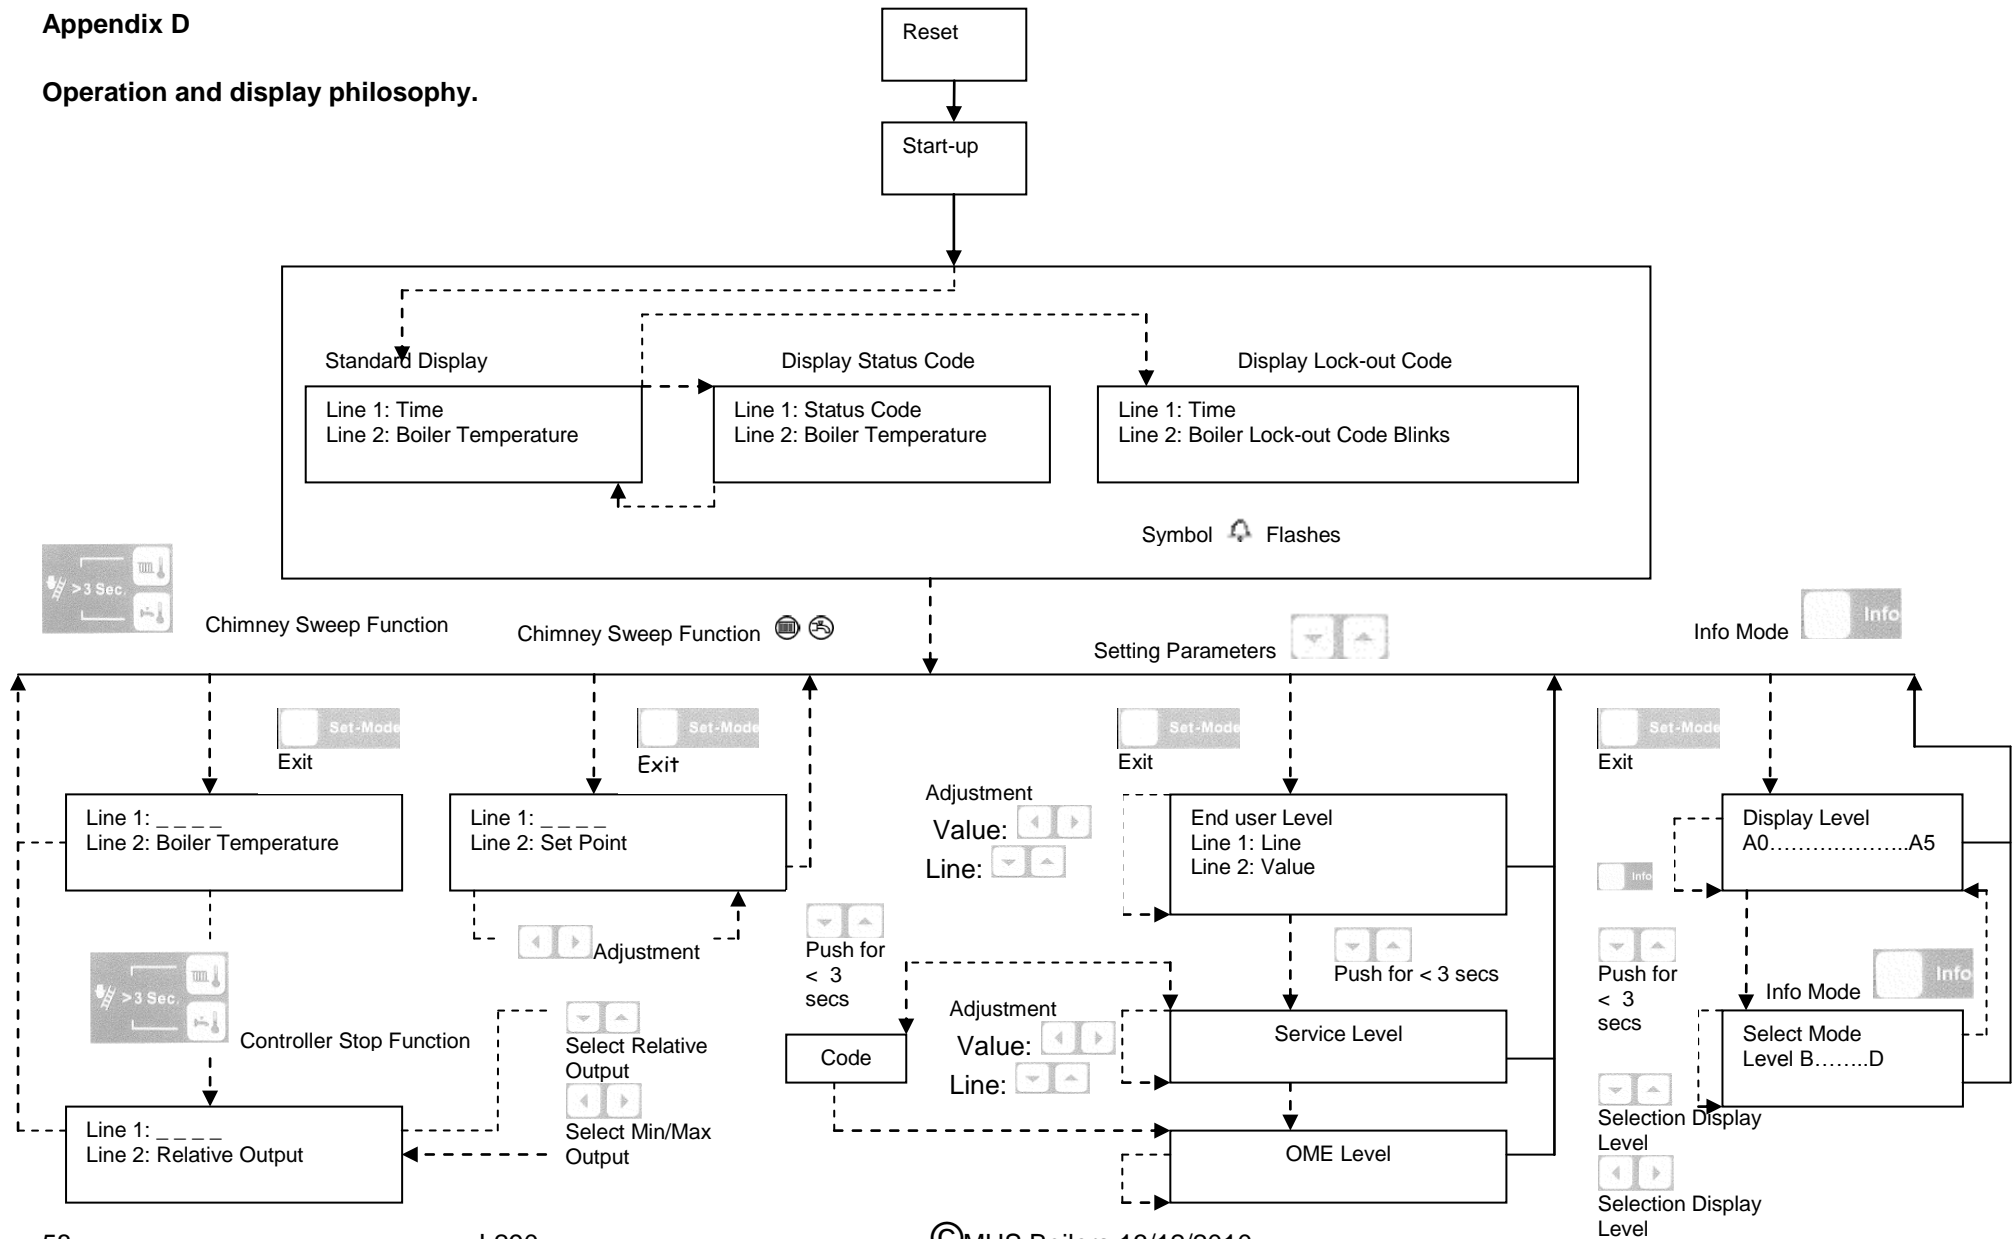 Appendix D
Operation and display philosophy.
Reset
Start-up
Standard Display
Display Status Code
Display Lock-out Code
Line 1: Time
Line 2: Boiler Temperature
Line 1: Status Code
Line 2: Boiler Temperature
Line 1: Time
Line 2: Boiler Lock-out Code Blinks
Symbol Flashes
>3 Sec.
Chimney Sweep Function
Chimney Sweep Function
Setting Parameters
Info Mode
Info
Set-Mode
Exit
Set-Mode
Exit
Set-Mode
Exit
Set-Mode
Exit
Line 1: _ _ _ _
Line 2: Boiler Temperature
Line 1: _ _ _ _
Line 2: Set Point
Adjustment
Value:
Line:
End user Level
Line 1: Line
Line 2: Value
Display Level
A0………………..A5
Info
Adjustment
Push for
< 3
secs
Push for < 3 secs
Push for
< 3
secs
>3 Sec.
Controller Stop Function
Select Relative
Output
Select Min/Max
Output
Code
Adjustment
Value:
Line:
Service Level
Info Mode
Info
Select Mode
Level B……..D
Line 1: _ _ _ _
Line 2: Relative Output
OME Level
Selection Display
Level
Selection Display
Level
©MHS Boilers